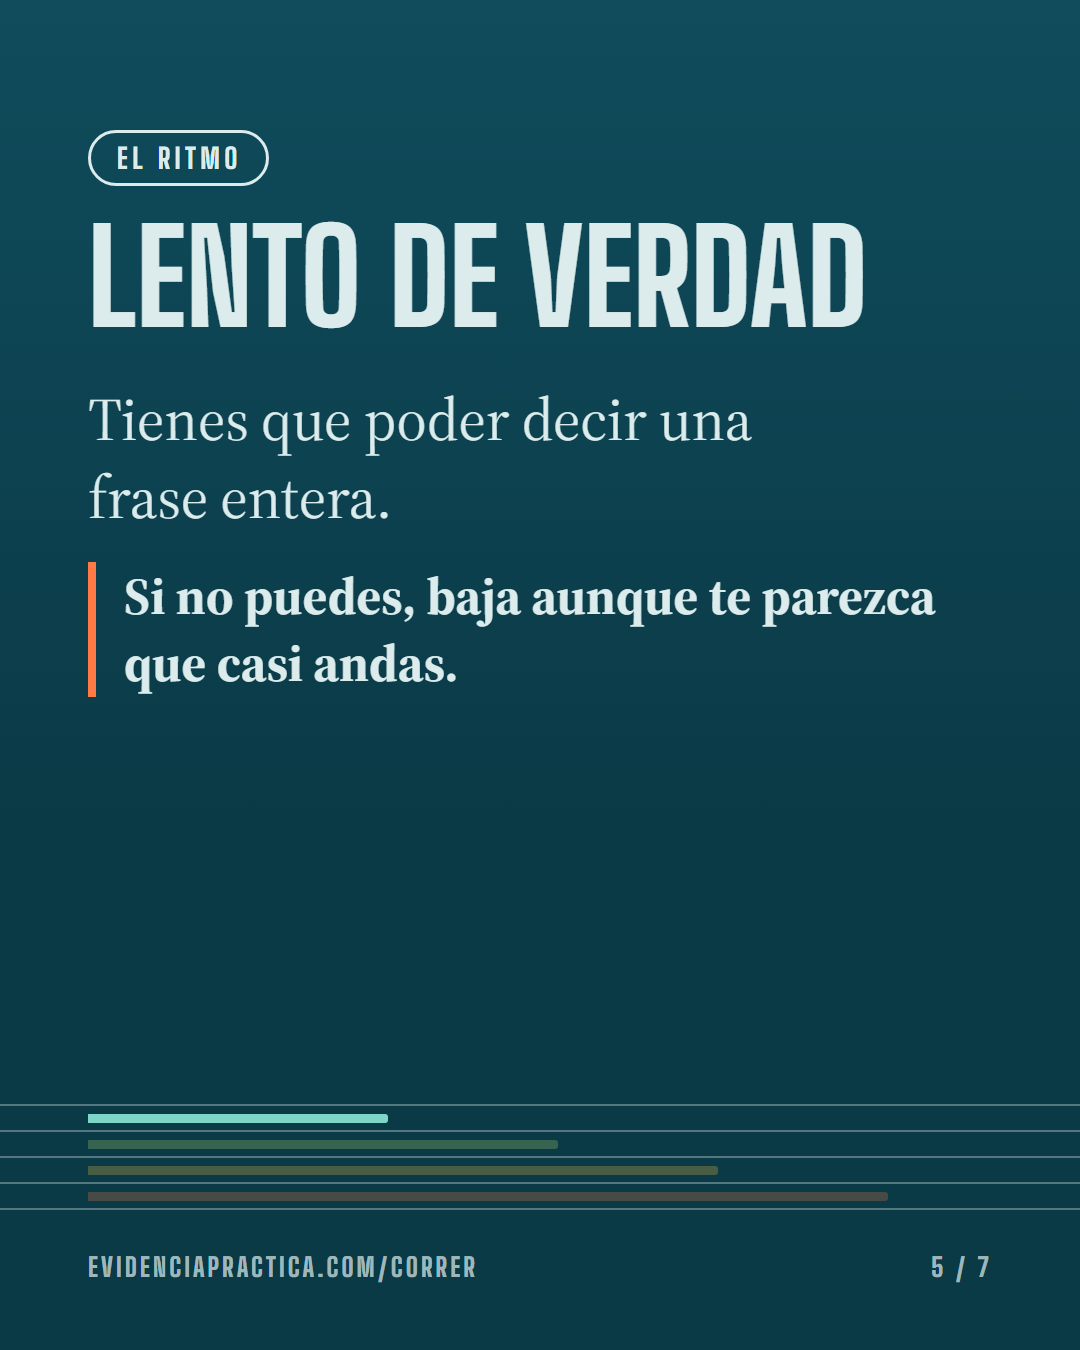 EL RITMO
LENTO DE VERDAD
Tienes que poder decir una
frase entera.
Si no puedes, baja aunque te parezca
que casi andas.
EVIDENCIAPRACTICA.COM/CORRER
5 / 7